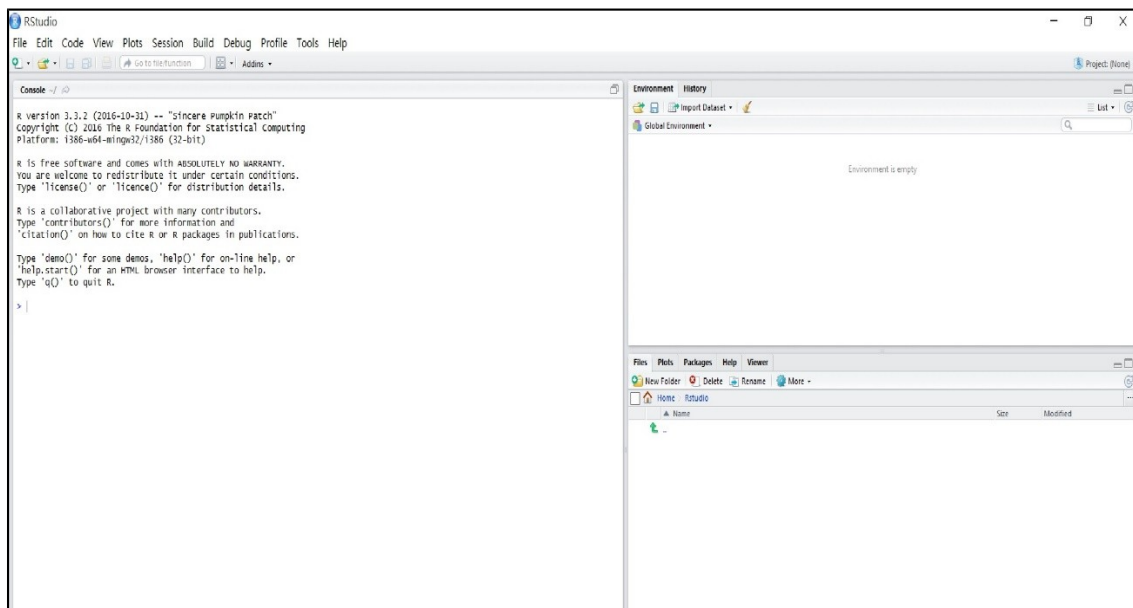 RStudio
File Edit Code View Plots Session Build Debug Profile Tools Help
Go to file/function Addins
Project: (None)
Console ~/
R version 3.3.2 (2016-10-31) -- "Sincere Pumpkin Patch"
Copyright (C) 2016 The R Foundation for Statistical Computing
Platform: i386-w64-mingw32/i386 (32-bit)
R is free software and comes with ABSOLUTELY NO WARRANTY.
You are welcome to redistribute it under certain conditions.
Type 'license()' or 'licence()' for distribution details.
R is a collaborative project with many contributors.
Type 'contributors()' for more information and
'citation()' on how to cite R or R packages in publications.
Type 'demo()' for some demos, 'help()' for on-line help, or
'help.start()' for an HTML browser interface to help.
Type 'q()' to quit R.
>
Environment History
Import Dataset List
Global Environment
Environment is empty
Files Plots Packages Help Viewer
New Folder Delete Rename More
Home Rstudio
Name Size Modified
..